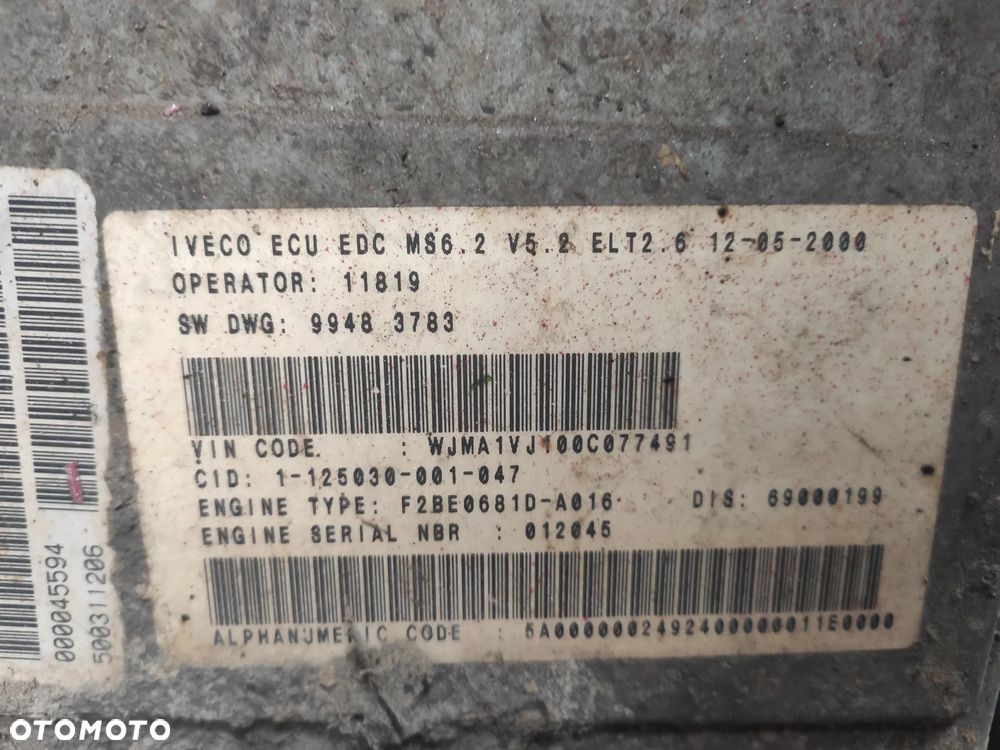 IVECO ECU EDC MS6.2 V5.2 ELT2.6 12-05-2000
OPERATOR: 11819
SW DWG: 9948 3783
VIN CODE. : WJMA1VJ100C077491
CID: 1-125030-001-047
ENGINE TYPE: F2BE0681D-A016 DIS: 69000199
ENGINE SERIAL NBR : 012045
ALPHANUMERIC CODE : 5A0000002492400000011E0000
0000045594
500311206
OTOMOTO